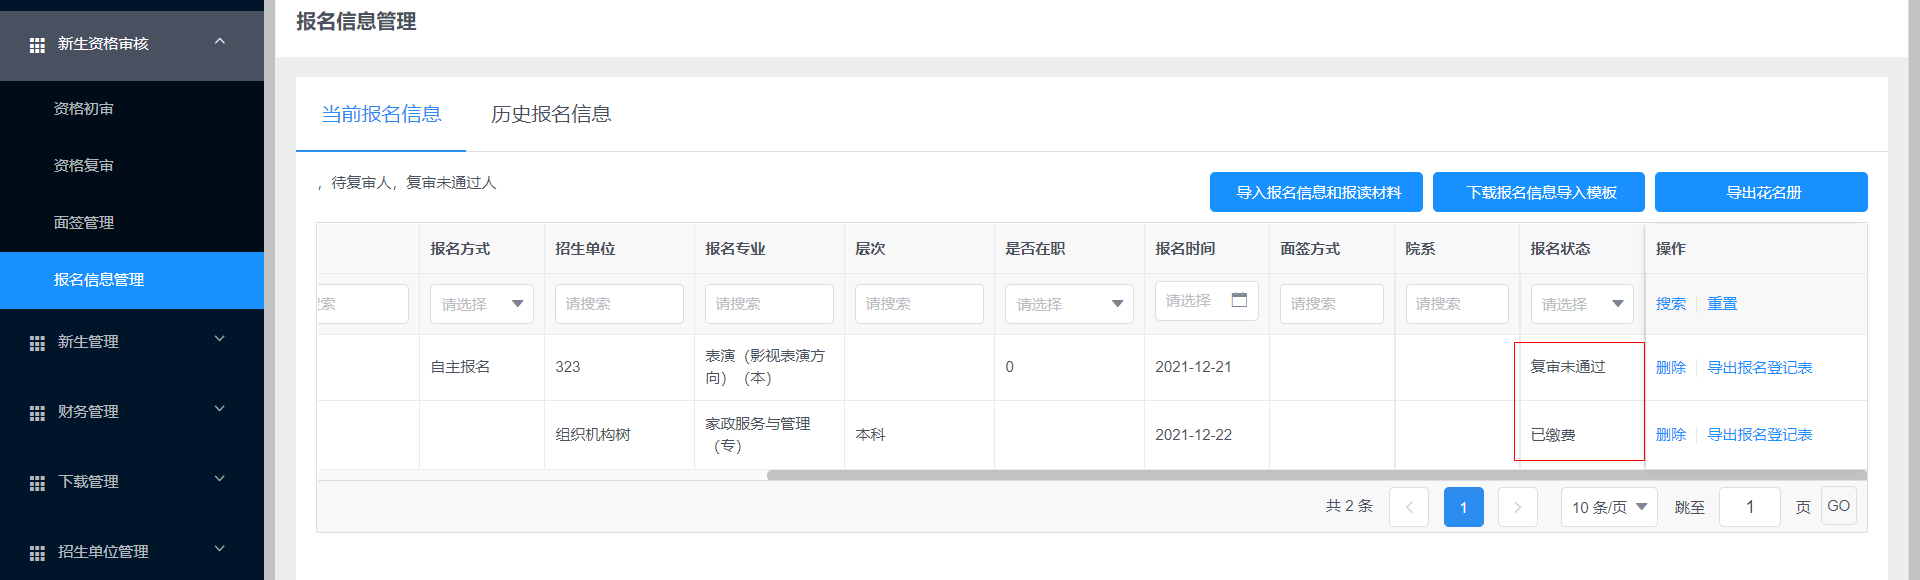 报名信息管理
新生资格审核
资格初审
资格复审
面签管理
报名信息管理
新生管理
财务管理
下载管理
招生单位管理
当前报名信息 历史报名信息
，待复审人，复审未通过人
导入报名信息和报读材料 下载报名信息导入模板 导出花名册
报名方式 招生单位 报名专业 层次 是否在职 报名时间 面签方式 院系 报名状态 操作
索 请选择 请搜索 请搜索 请搜索 请选择 请选择 请搜索 请搜索 请选择 搜索 重置
自主报名 323 表演（影视表演方
向）（本） 0 2021-12-21 复审未通过 删除 导出报名登记表
组织机构树 家政服务与管理
（专） 本科 2021-12-22 已缴费 删除 导出报名登记表
共 2 条 1 10 条/页 跳至 1 页 GO